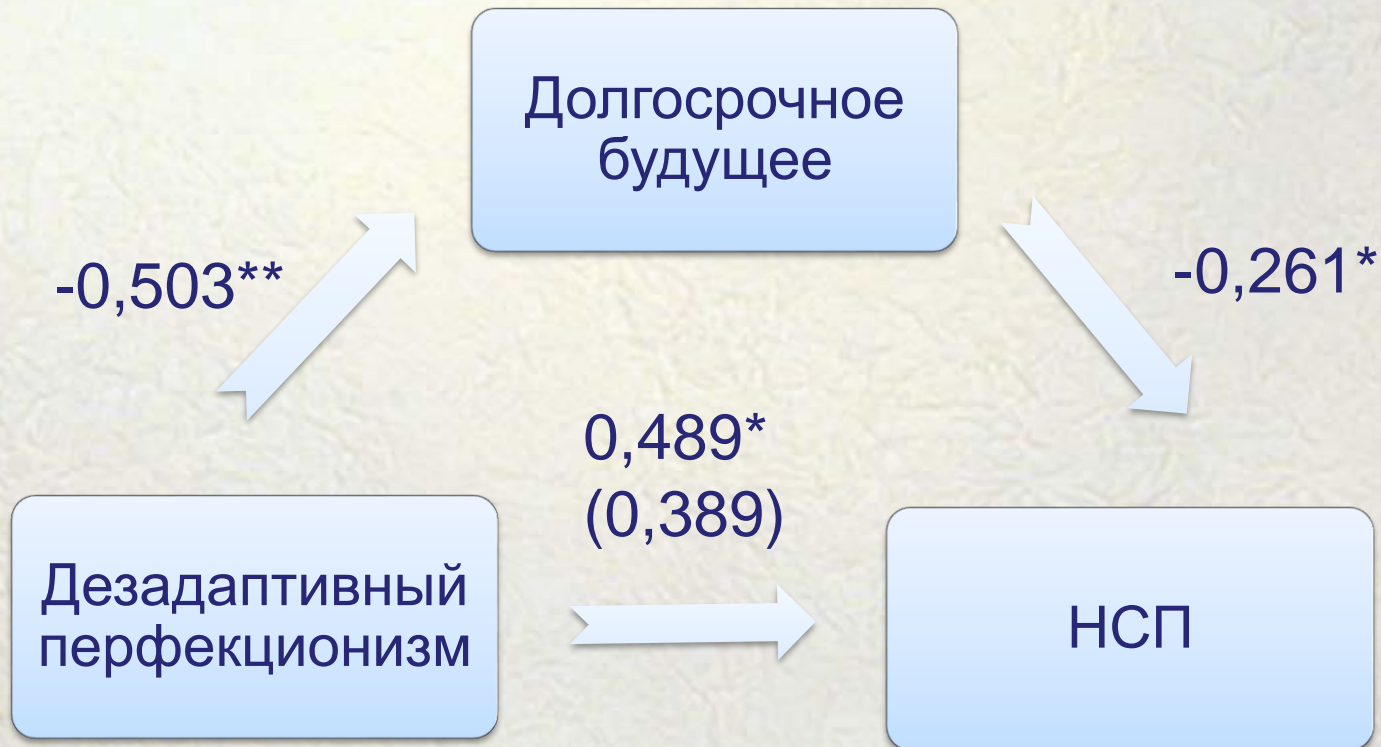 Долгосрочное
будущее
-0,503**
-0,261*
0,489*
(0,389)
Дезадаптивный
перфекционизм
НСП